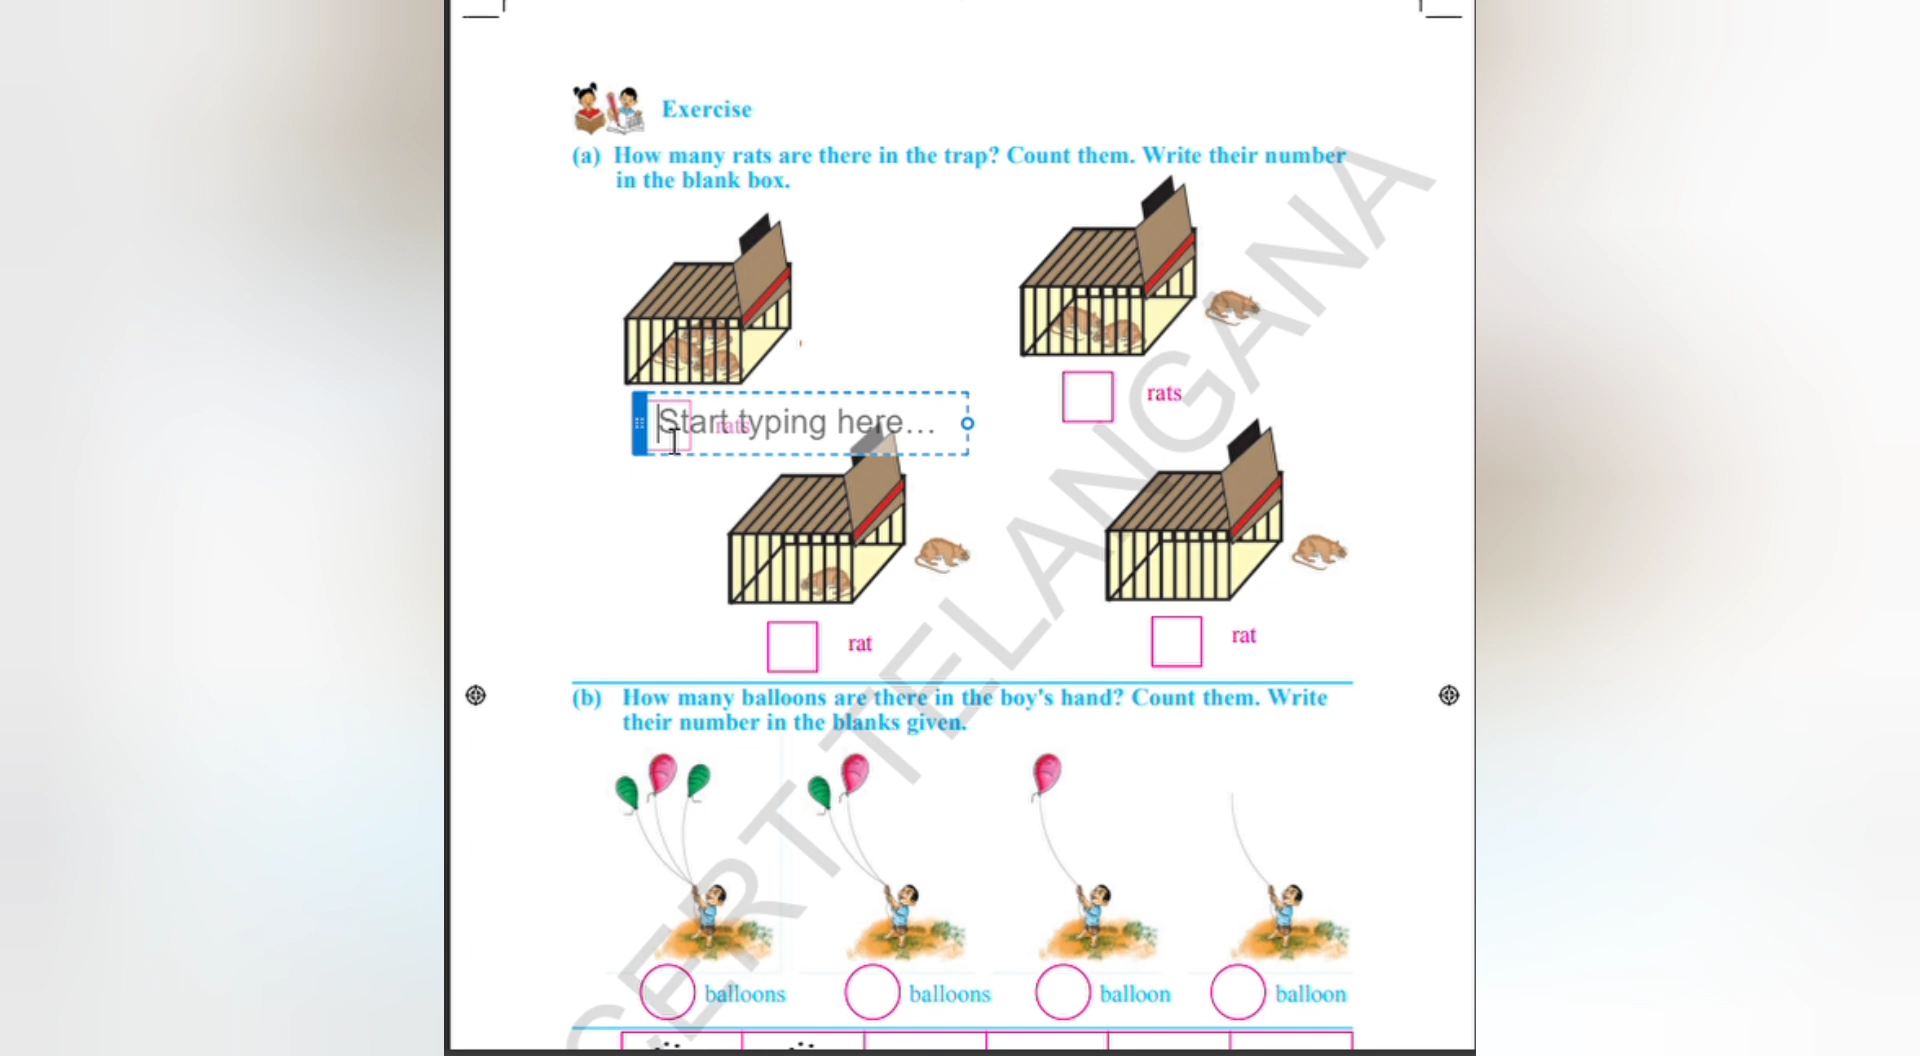 Exercise
(a) How many rats are there in the trap? Count them. Write their number
in the blank box.
rats
Start typing here...
rats
rat
rat
(b) How many balloons are there in the boy's hand? Count them. Write
their number in the blanks given.
balloons
balloons
balloon
balloon
CERT TELANGANA